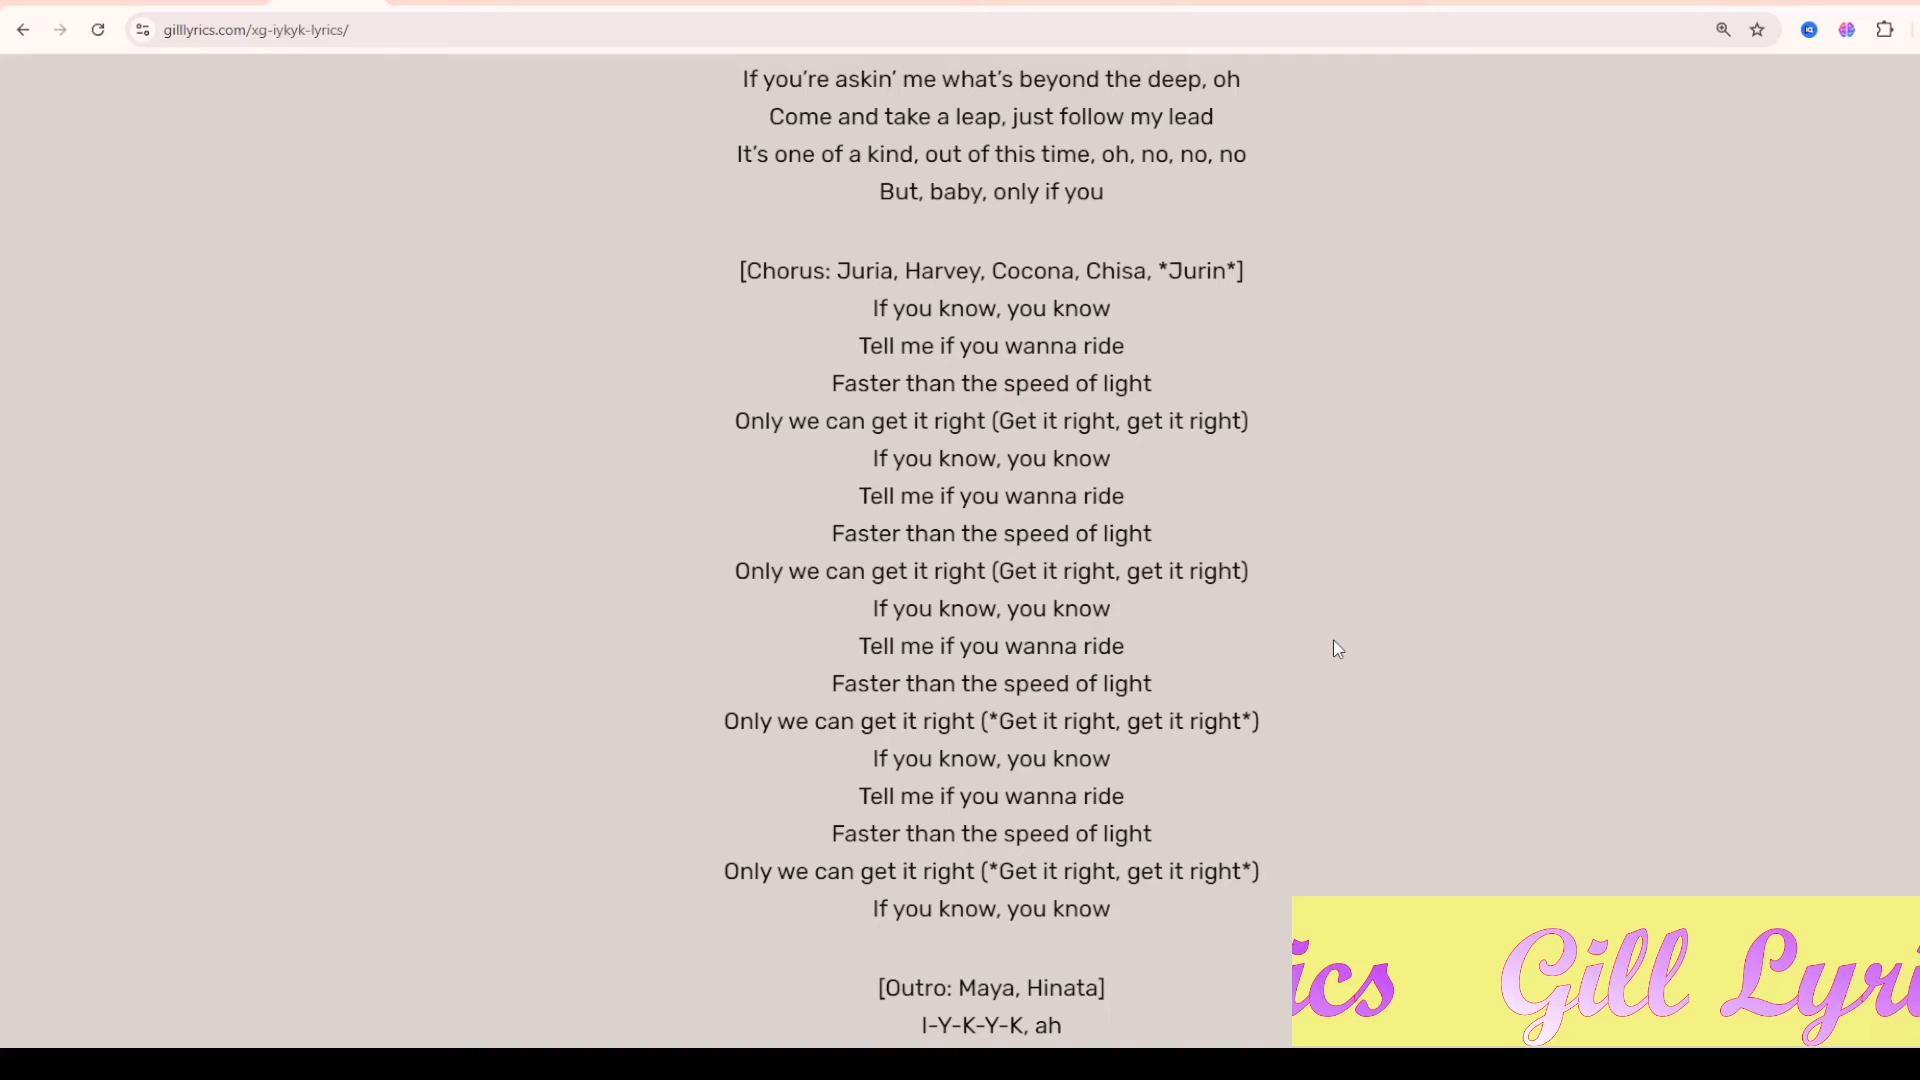 gilllyrics.com/xg-iykyk-lyrics/
If you’re askin’ me what’s beyond the deep, oh
Come and take a leap, just follow my lead
It’s one of a kind, out of this time, oh, no, no, no
But, baby, only if you
[Chorus: Juria, Harvey, Cocona, Chisa, *Jurin*]
If you know, you know
Tell me if you wanna ride
Faster than the speed of light
Only we can get it right (Get it right, get it right)
If you know, you know
Tell me if you wanna ride
Faster than the speed of light
Only we can get it right (Get it right, get it right)
If you know, you know
Tell me if you wanna ride
Faster than the speed of light
Only we can get it right (*Get it right, get it right*)
If you know, you know
Tell me if you wanna ride
Faster than the speed of light
Only we can get it right (*Get it right, get it right*)
If you know, you know
[Outro: Maya, Hinata]
I-Y-K-Y-K, ah
ics Gill Lyri